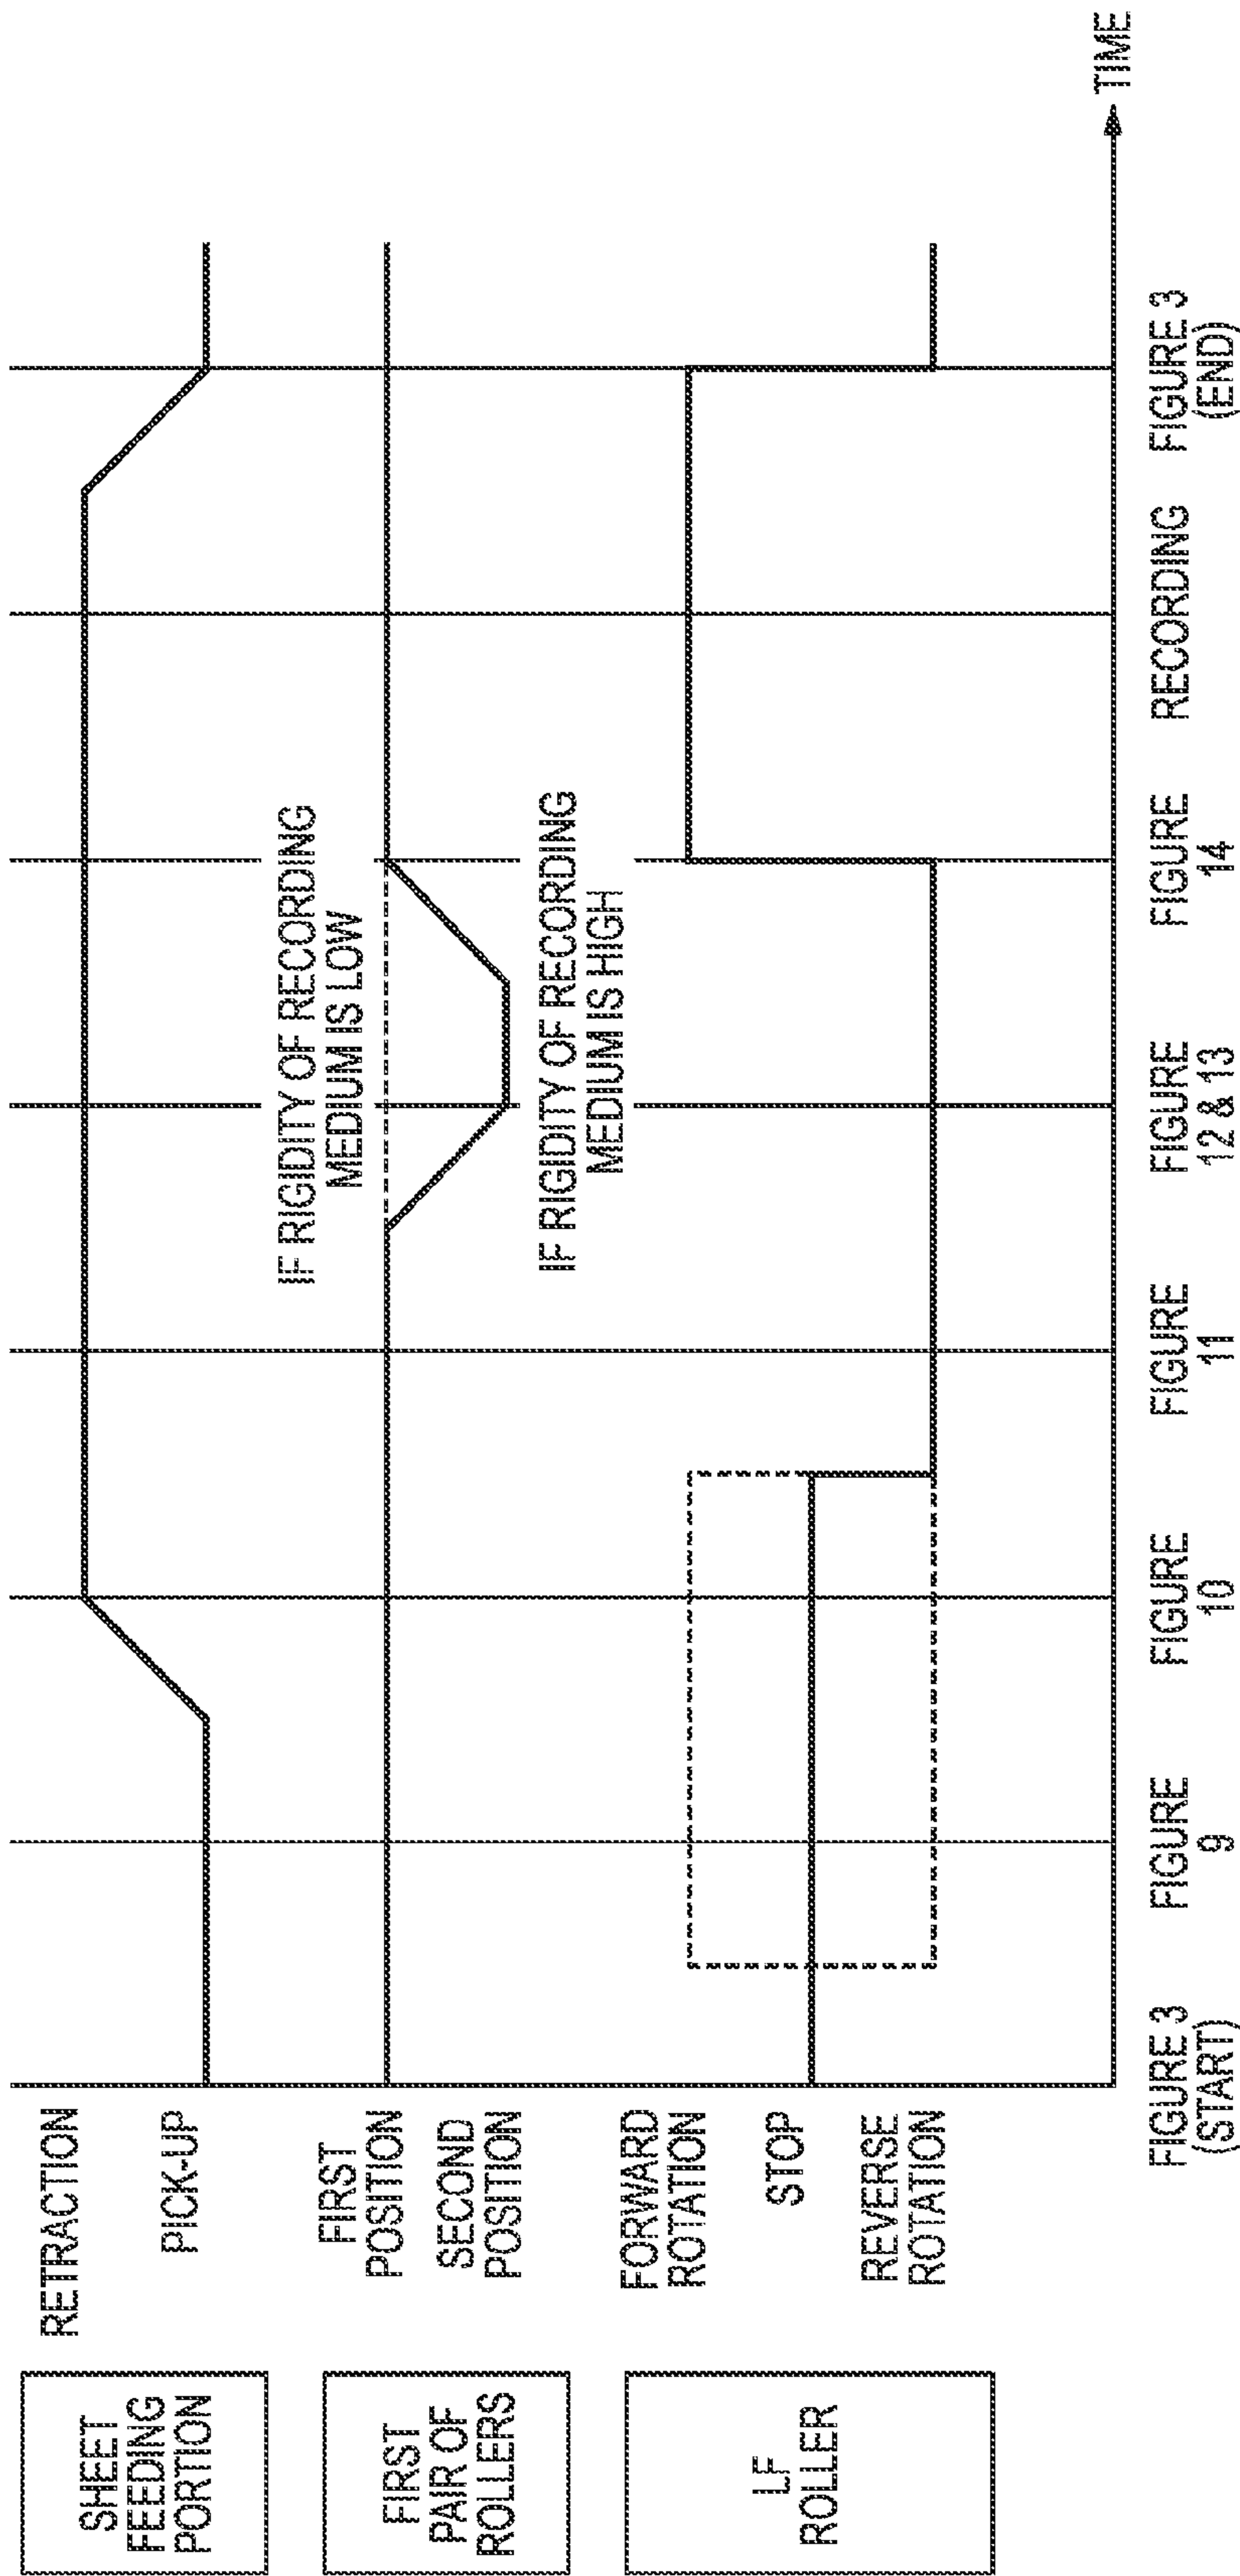 SHEET
FEEDING
PORTION
RETRACTION
PICK-UP
FIRST
PAIR OF
ROLLERS
FIRST
POSITION
SECOND
POSITION
IF RIGIDITY OF RECORDING
MEDIUM IS LOW
IF RIGIDITY OF RECORDING
MEDIUM IS HIGH
LF
ROLLER
FORWARD
ROTATION
STOP
REVERSE
ROTATION
TIME
FIGURE 3
(START)
FIGURE
9
FIGURE
10
FIGURE
11
FIGURE
12 & 13
FIGURE
14
RECORDING
FIGURE 3
(END)